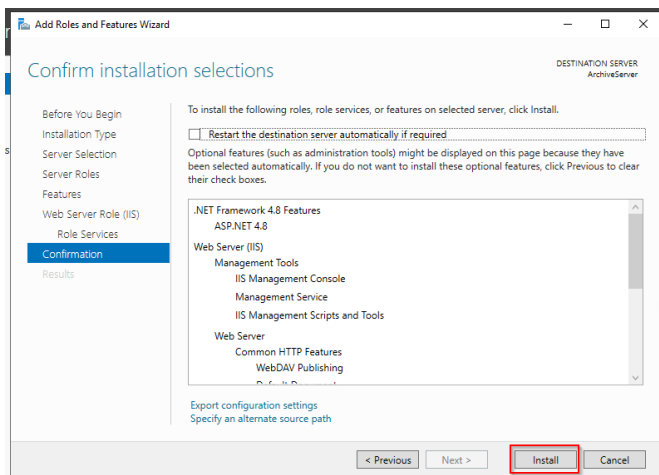 Add Roles and Features Wizard
Confirm installation selections
DESTINATION SERVER
ArchiveServer
Before You Begin
Installation Type
Server Selection
Server Roles
Features
Web Server Role (IIS)
Role Services
Confirmation
Results
To install the following roles, role services, or features on selected server, click Install.
Restart the destination server automatically if required
Optional features (such as administration tools) might be displayed on this page because they have
been selected automatically. If you do not want to install these optional features, click Previous to clear
their check boxes.
.NET Framework 4.8 Features
ASP.NET 4.8
Web Server (IIS)
Management Tools
IIS Management Console
Management Service
IIS Management Scripts and Tools
Web Server
Common HTTP Features
WebDAV Publishing
Export configuration settings
Specify an alternate source path
< Previous
Next >
Install
Cancel